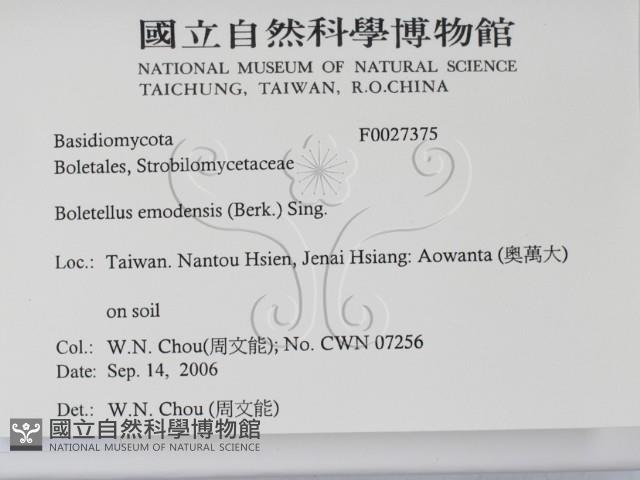 國立自然科學博物館
NATIONAL MUSEUM OF NATURAL SCIENCE
TAICHUNG, TAIWAN, R.O.CHINA
Basidiomycota F0027375
Boletales, Strobilomycetaceae
Boletellus emodensis (Berk.) Sing.
Loc.: Taiwan. Nantou Hsien, Jenai Hsiang: Aowanta (奧萬大)
on soil
Col.: W.N. Chou(周文能); No. CWN 07256
Date: Sep. 14, 2006
Det.: W.N. Chou (周文能)
國立自然科學博物館
NATIONAL MUSEUM OF NATURAL SCIENCE